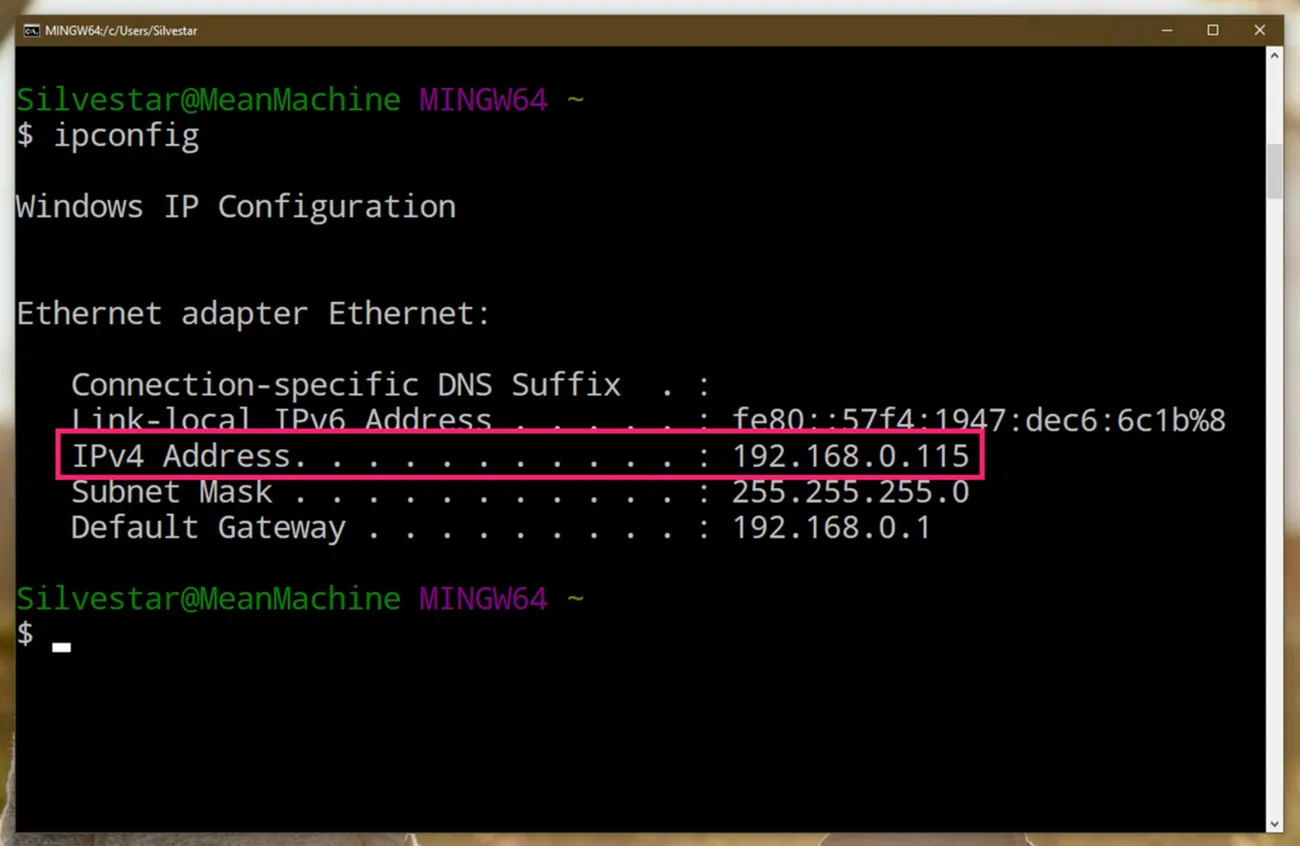 MINGW64:/c/Users/Silvestar
Silvestar@MeanMachine MINGW64 ~
$ ipconfig
Windows IP Configuration
Ethernet adapter Ethernet:
Connection-specific DNS Suffix  . :
Link-local IPv6 Address . . . . . : fe80::57f4:1947:dec6:6c1b%8
IPv4 Address. . . . . . . . . . . : 192.168.0.115
Subnet Mask . . . . . . . . . . . : 255.255.255.0
Default Gateway . . . . . . . . . : 192.168.0.1
Silvestar@MeanMachine MINGW64 ~
$